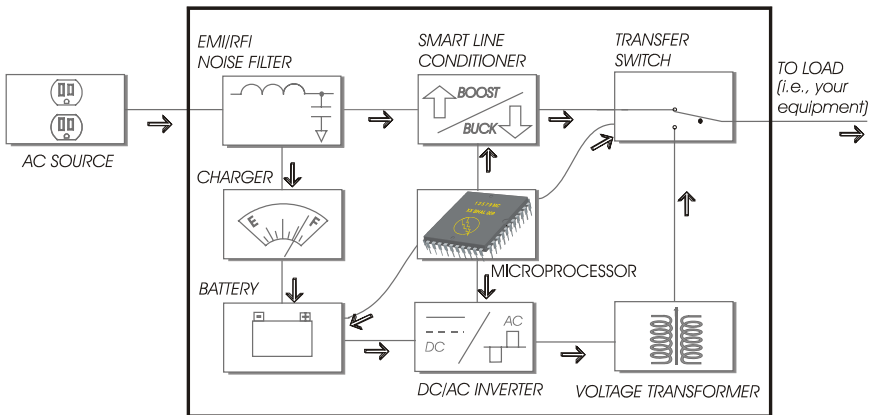 EMI/RFI
NOISE FILTER
SMART LINE
CONDITIONER
TRANSFER
SWITCH
TO LOAD
(i.e., your
equipment)
BOOST
BUCK
AC SOURCE
CHARGER
E
F
MICROPROCESSOR
BATTERY
-
+
DC
AC
DC/AC INVERTER
VOLTAGE TRANSFORMER